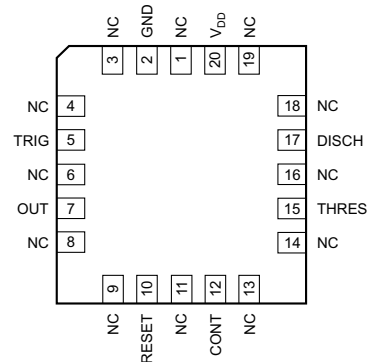 NC
GND
NC
V_DD
NC
3
2
1
20
19
NC 4
18 NC
TRIG 5
17 DISCH
NC 6
16 NC
OUT 7
15 THRES
NC 8
14 NC
9
10
11
12
13
NC
RESET
NC
CONT
NC